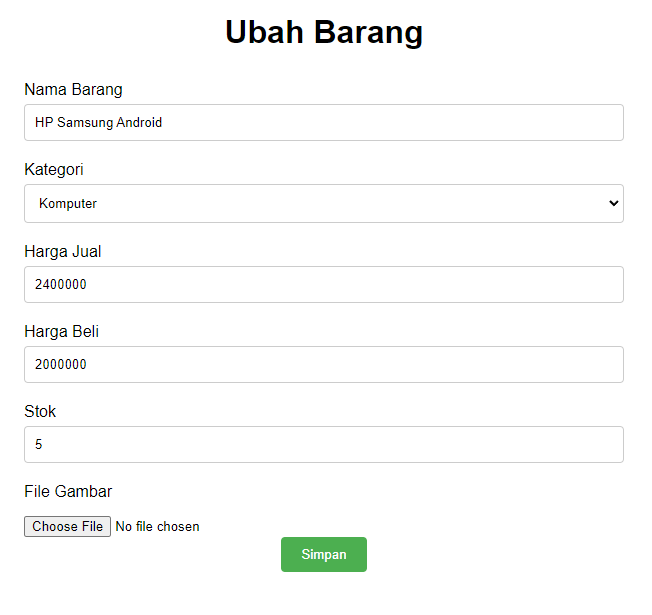 Ubah Barang
Nama Barang
HP Samsung Android
Kategori
Komputer
Harga Jual
2400000
Harga Beli
2000000
Stok
5
File Gambar
Choose File No file chosen
Simpan